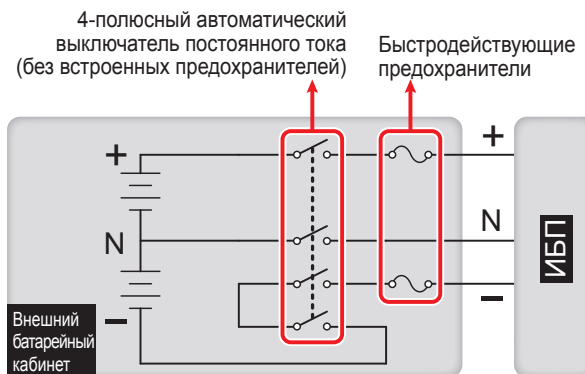 4-полюсный автоматический
выключатель постоянного тока
(без встроенных предохранителей)
Быстродействующие
предохранители
+
+
N
N
ИБП
–
–
Внешний
батарейный
кабинет